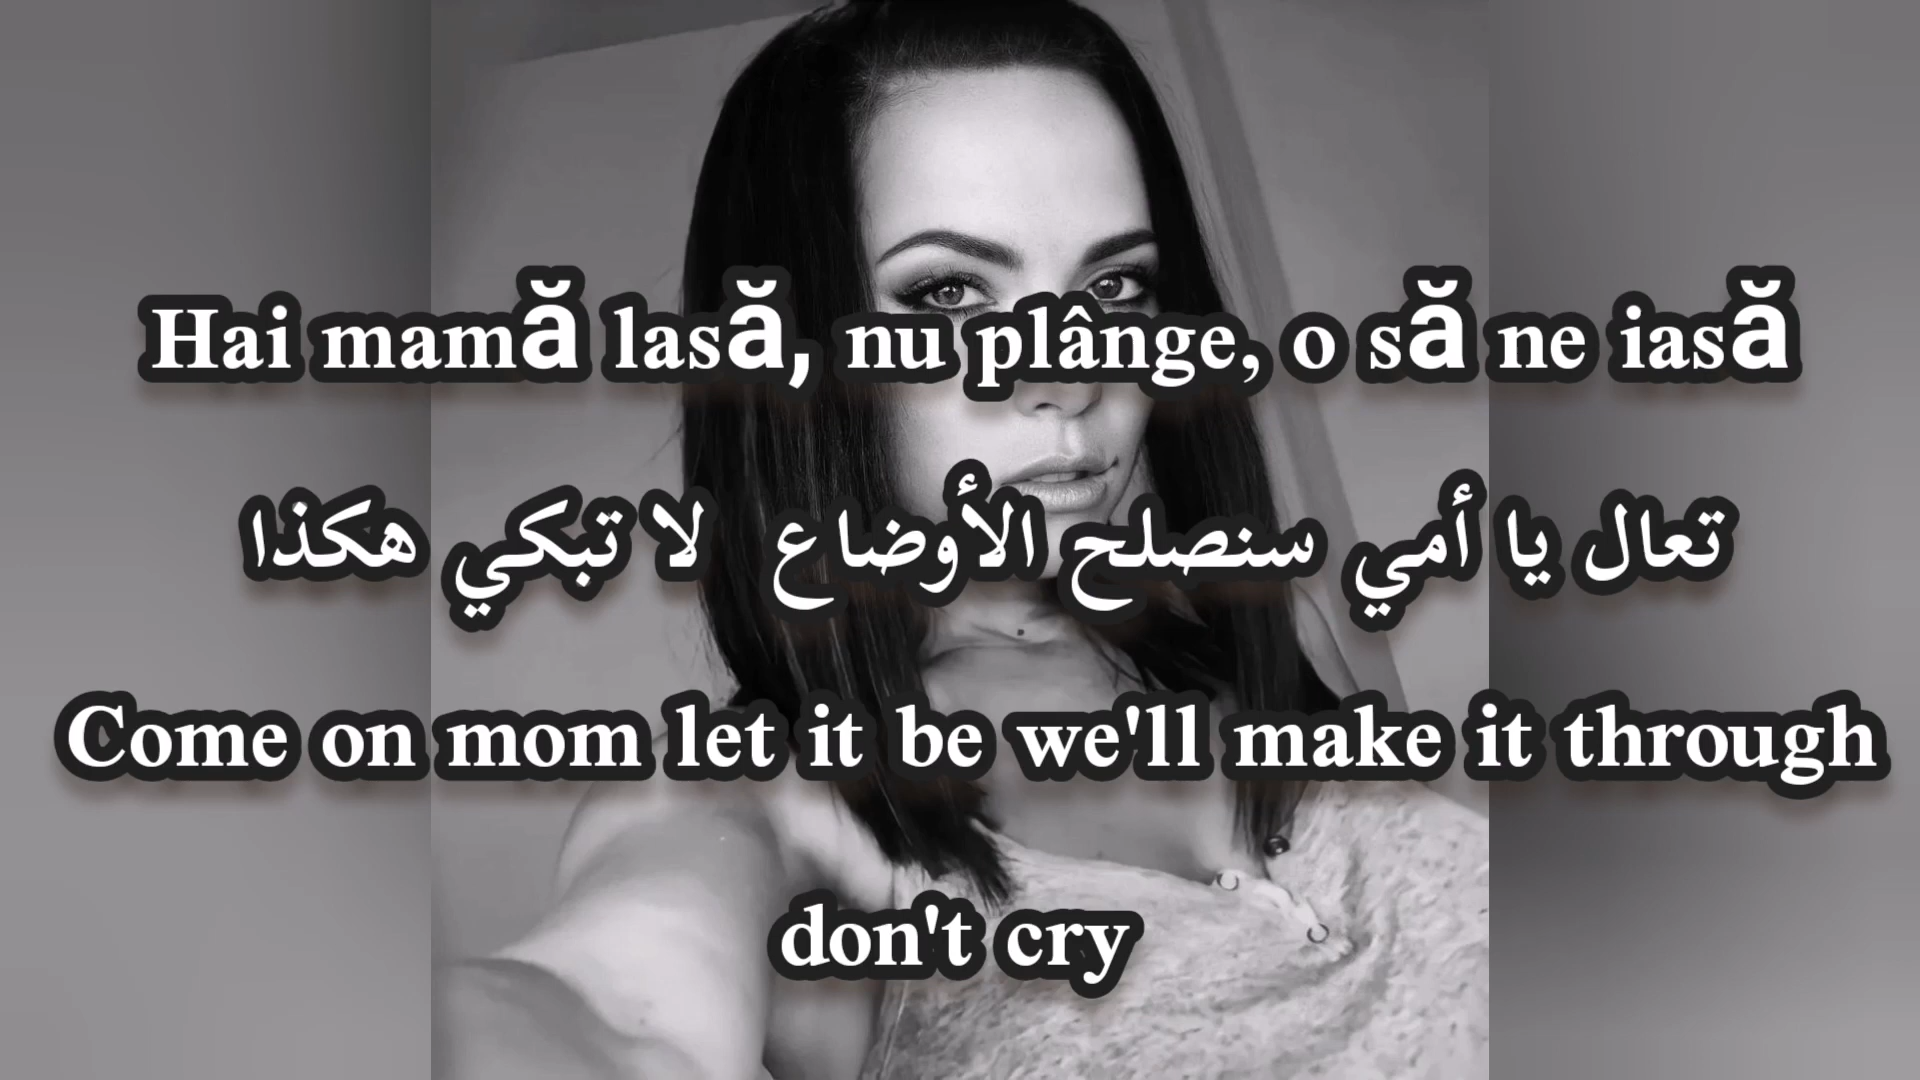 Hai mamă lasă, nu plânge, o să ne iasă
تعال يا أمي سنصلح الأوضاع لا تبكي هكذا
Come on mom let it be we'll make it through
don't cry